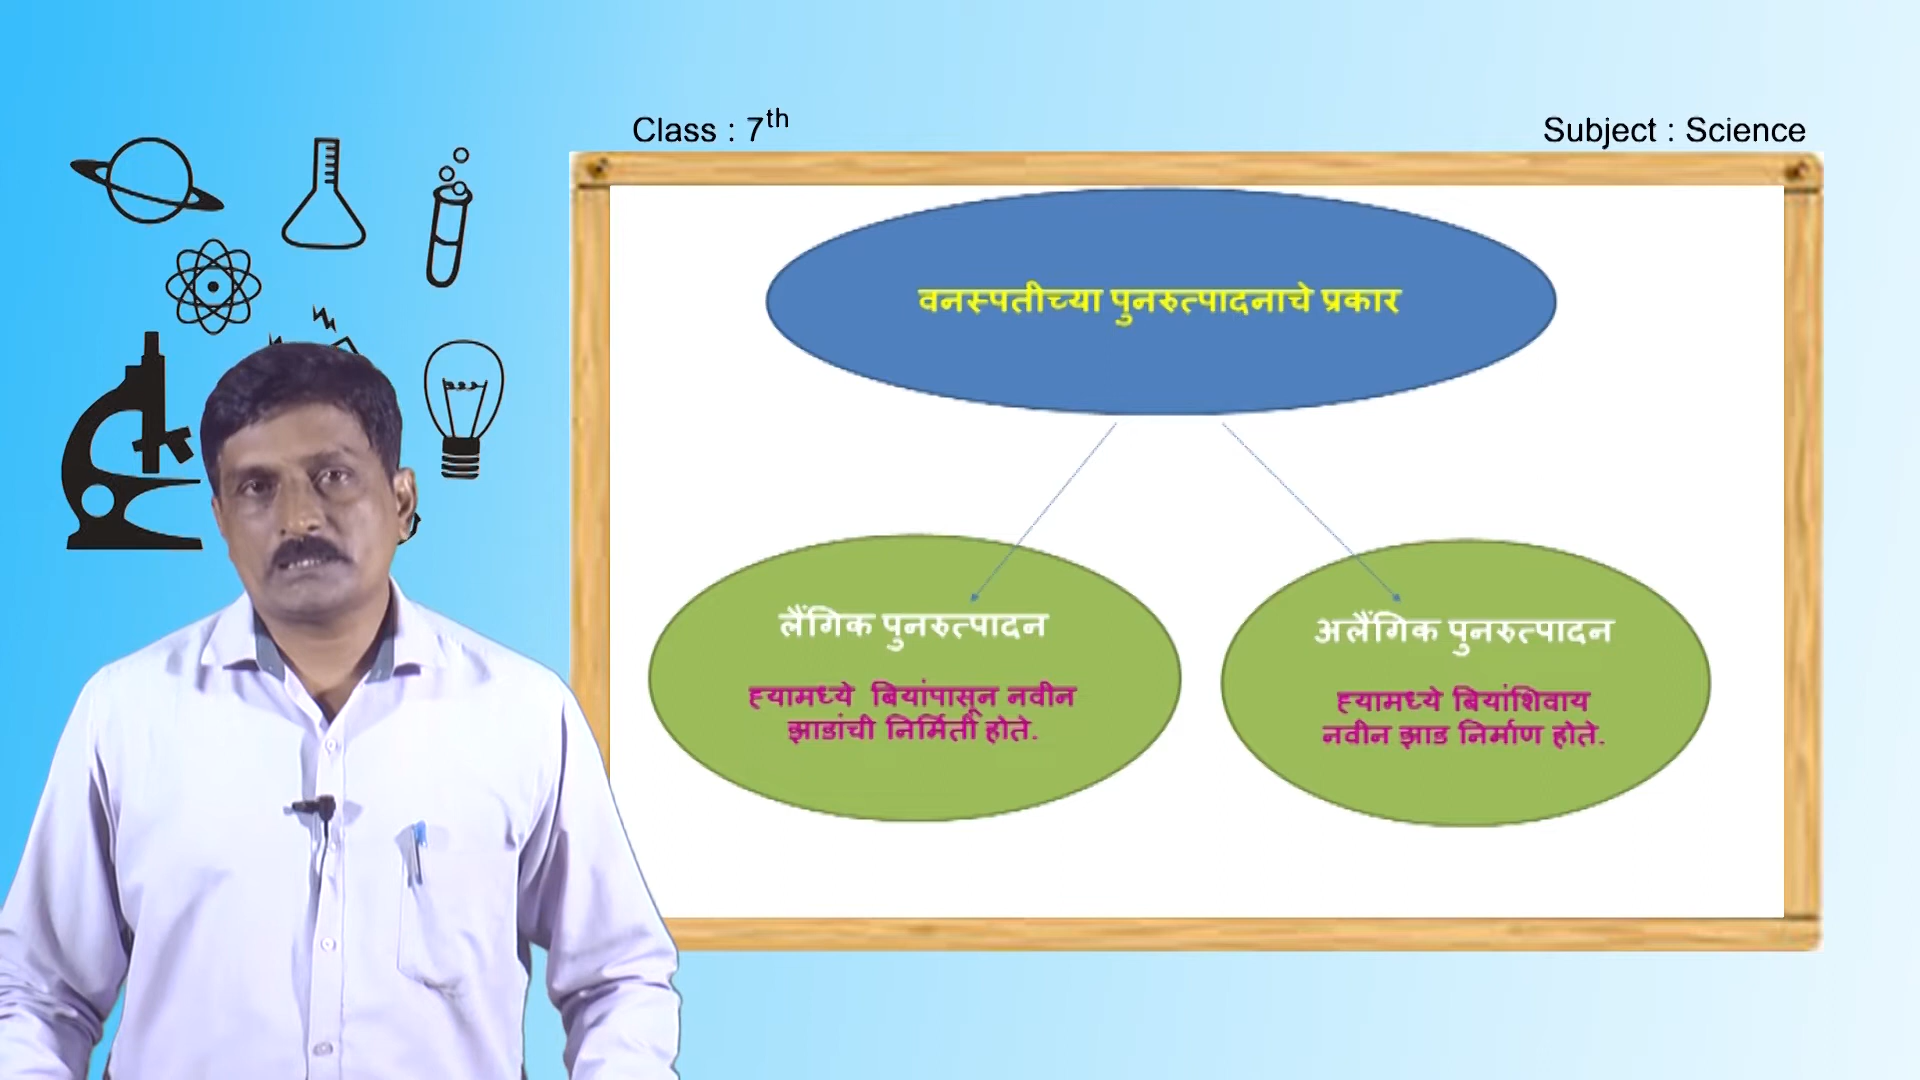 Class : 7th
Subject : Science
वनस्पतीच्या पुनरुत्पादनाचे प्रकार
लैंगिक पुनरुत्पादन
ह्यामध्ये बियांपासून नवीन
झाडांची निर्मिती होते.
अलैंगिक पुनरुत्पादन
ह्यामध्ये बियांशिवाय
नवीन झाड निर्माण होते.